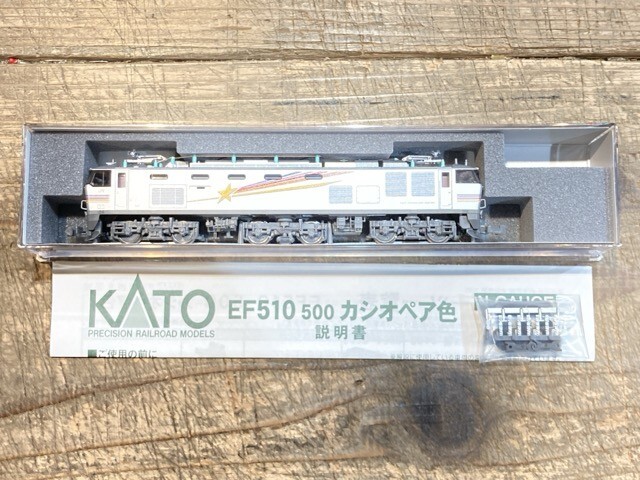 KATO
PRECISION RAILROAD MODELS
EF510 500 カシオペア色
説明書
N GAUGE
■ご使用の前に